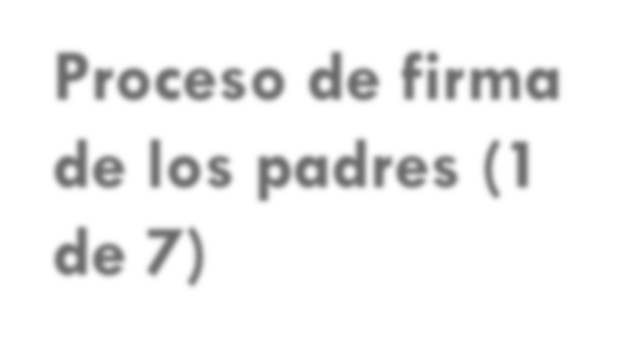 Proceso de firma
de los padres (1
de 7)